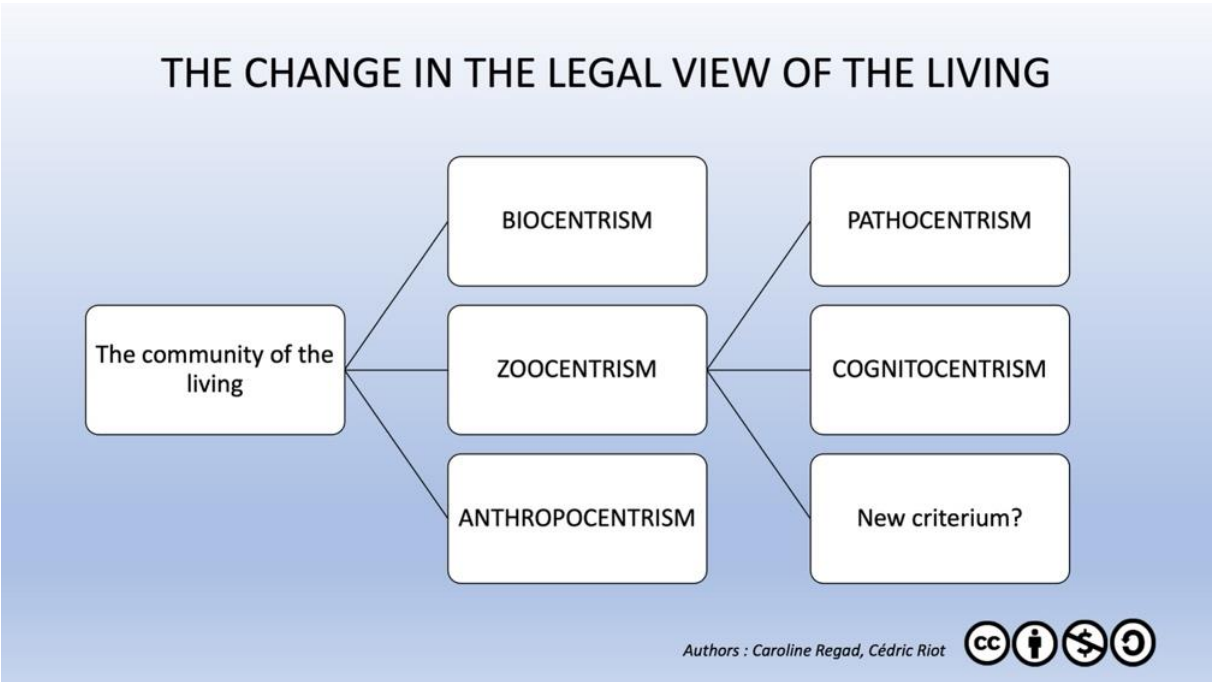 THE CHANGE IN THE LEGAL VIEW OF THE LIVING
The community of the
living
BIOCENTRISM
ZOOCENTRISM
ANTHROPOCENTRISM
PATHOCENTRISM
COGNITOCENTRISM
New criterium?
Authors : Caroline Regad, Cédric Riot
cc
$